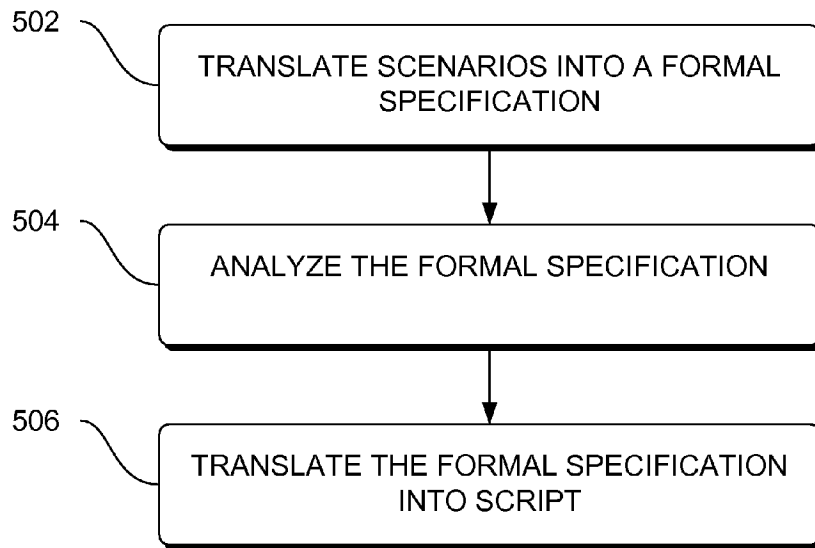 502
TRANSLATE SCENARIOS INTO A FORMAL
SPECIFICATION
504
ANALYZE THE FORMAL SPECIFICATION
506
TRANSLATE THE FORMAL SPECIFICATION
INTO SCRIPT